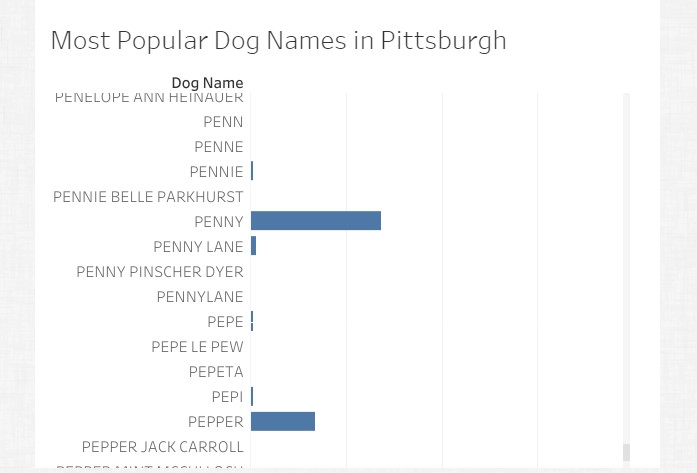 Most Popular Dog Names in Pittsburgh
Dog Name
PENELOPE ANN HEINAUER
PENN
PENNE
PENNIE
PENNIE BELLE PARKHURST
PENNY
PENNY LANE
PENNY PINSCHER DYER
PENNYLANE
PEPE
PEPE LE PEW
PEPETA
PEPI
PEPPER
PEPPER JACK CARROLL